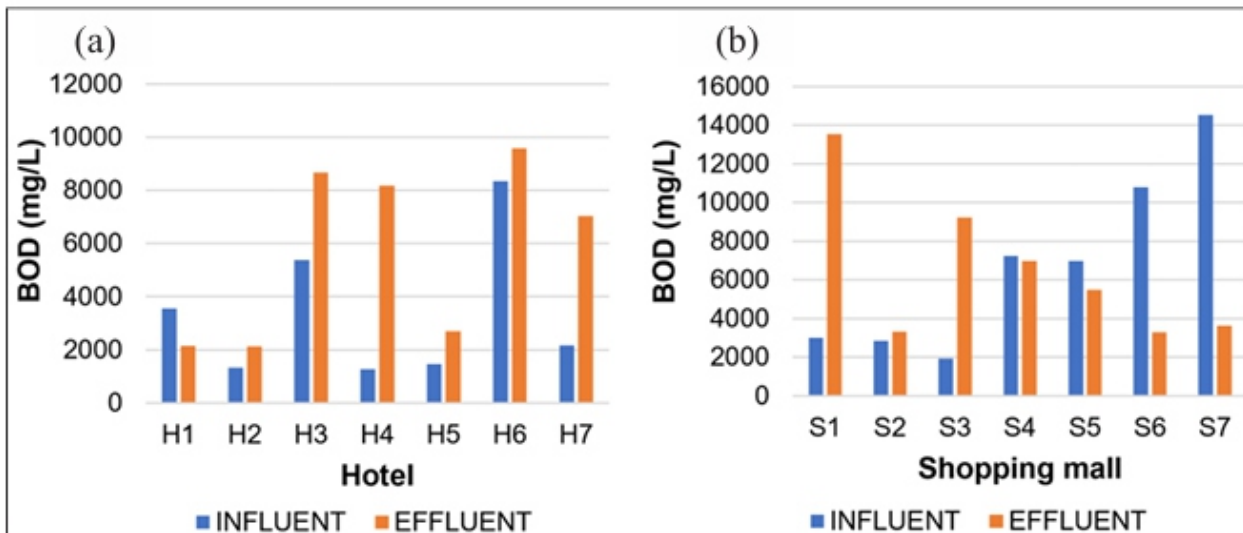 (a)
12000
10000
8000
6000
4000
2000
0
BOD (mg/L)
H1 H2 H3 H4 H5 H6 H7
Hotel
INFLUENT EFFLUENT
(b)
16000
14000
12000
10000
8000
6000
4000
2000
0
BOD (mg/L)
S1 S2 S3 S4 S5 S6 S7
Shopping mall
INFLUENT EFFLUENT